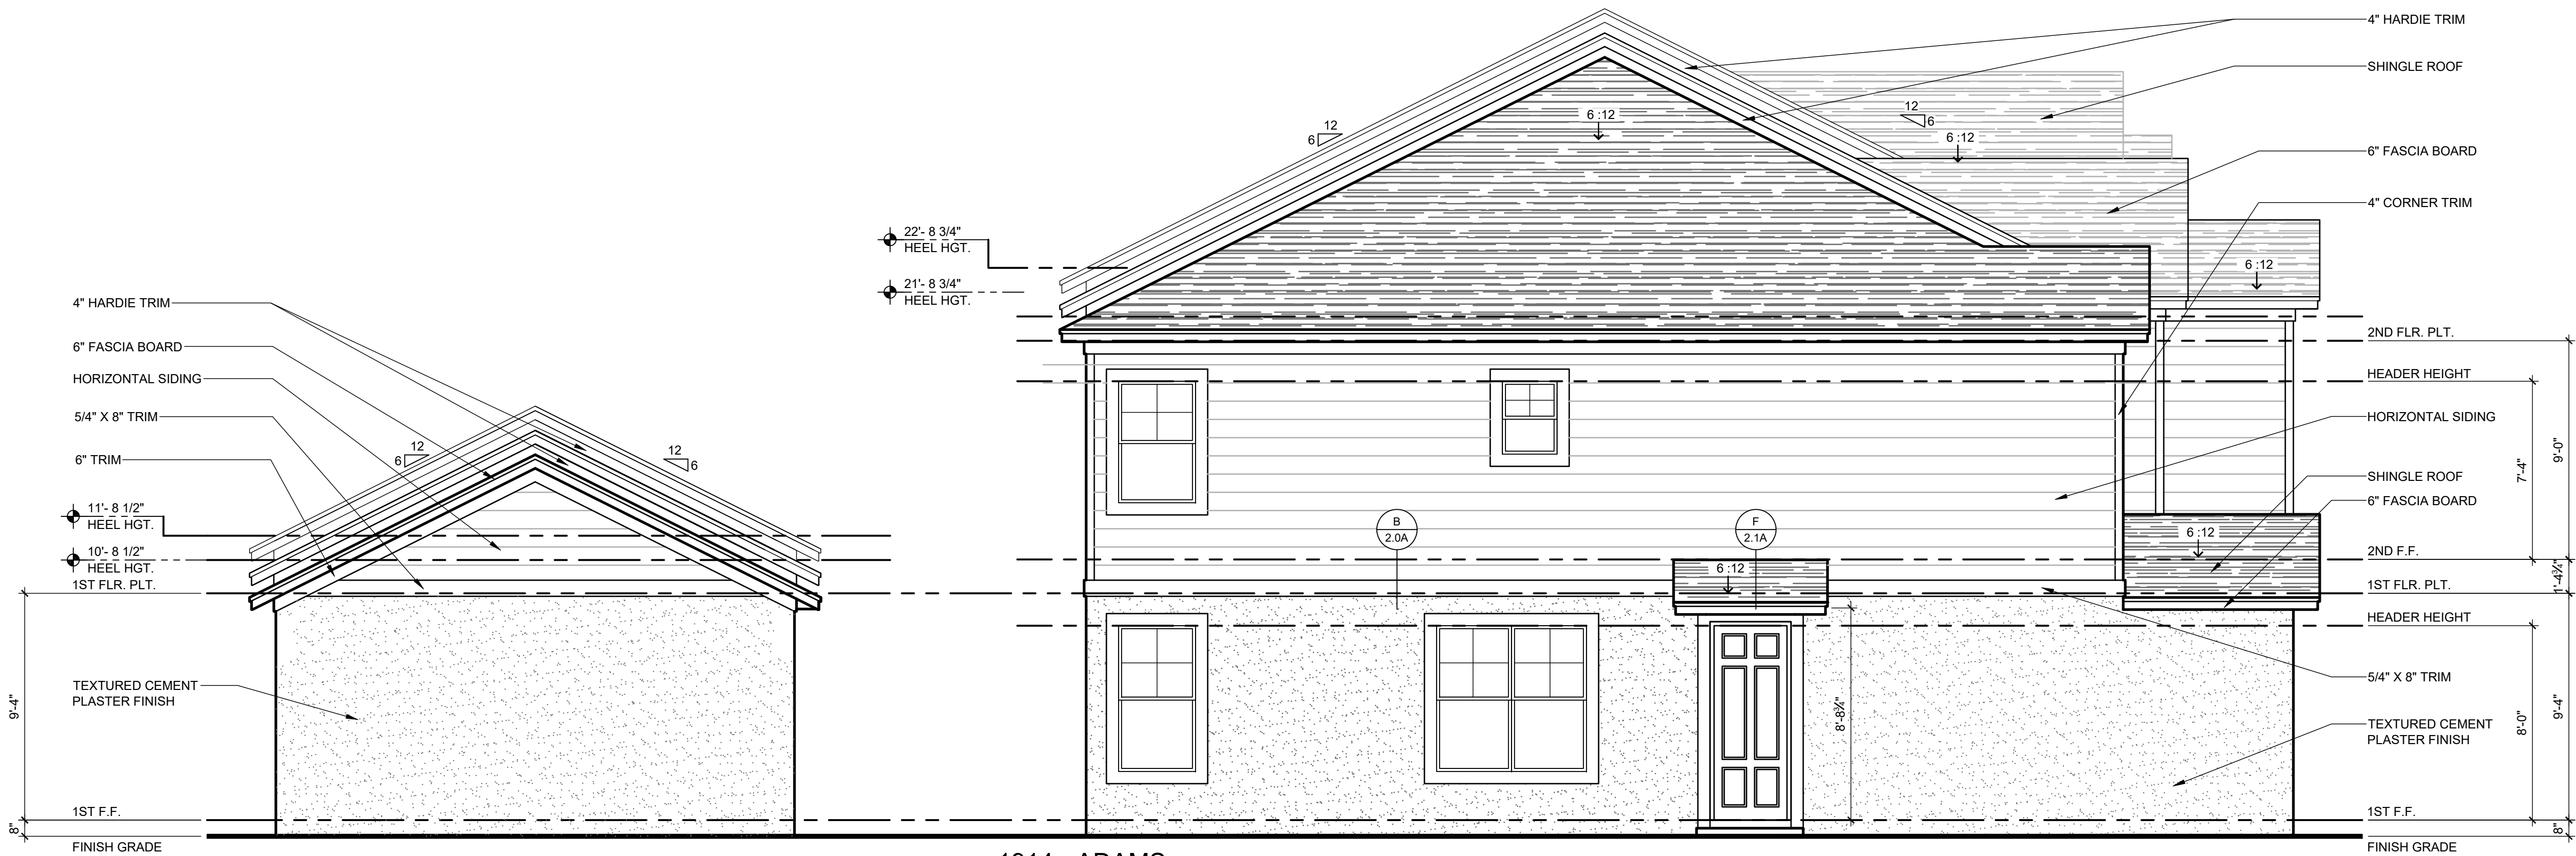 4" HARDIE TRIM
6" FASCIA BOARD
HORIZONTAL SIDING
5/4" X 8" TRIM
6" TRIM
12
6
12
6
11'- 8 1/2"
HEEL HGT.
10'- 8 1/2"
HEEL HGT.
1ST FLR. PLT.
TEXTURED CEMENT
PLASTER FINISH
9'-4"
1ST F.F.
8"
FINISH GRADE
22'- 8 3/4"
HEEL HGT.
21'- 8 3/4"
HEEL HGT.
12
6
6 :12
12
6
6 :12
6 :12
B
2.0A
F
2.1A
6 :12
6 :12
8'-8¾"
4" HARDIE TRIM
SHINGLE ROOF
6" FASCIA BOARD
4" CORNER TRIM
2ND FLR. PLT.
HEADER HEIGHT
HORIZONTAL SIDING
9'-0"
7'-4"
SHINGLE ROOF
6" FASCIA BOARD
2ND F.F.
1'-4¾"
1ST FLR. PLT.
HEADER HEIGHT
5/4" X 8" TRIM
9'-4"
8'-0"
TEXTURED CEMENT
PLASTER FINISH
1ST F.F.
8"
FINISH GRADE